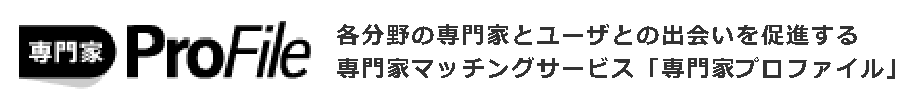 専門家 ProFile
各分野の専門家とユーザとの出会いを促進する
専門家マッチングサービス「専門家プロファイル」